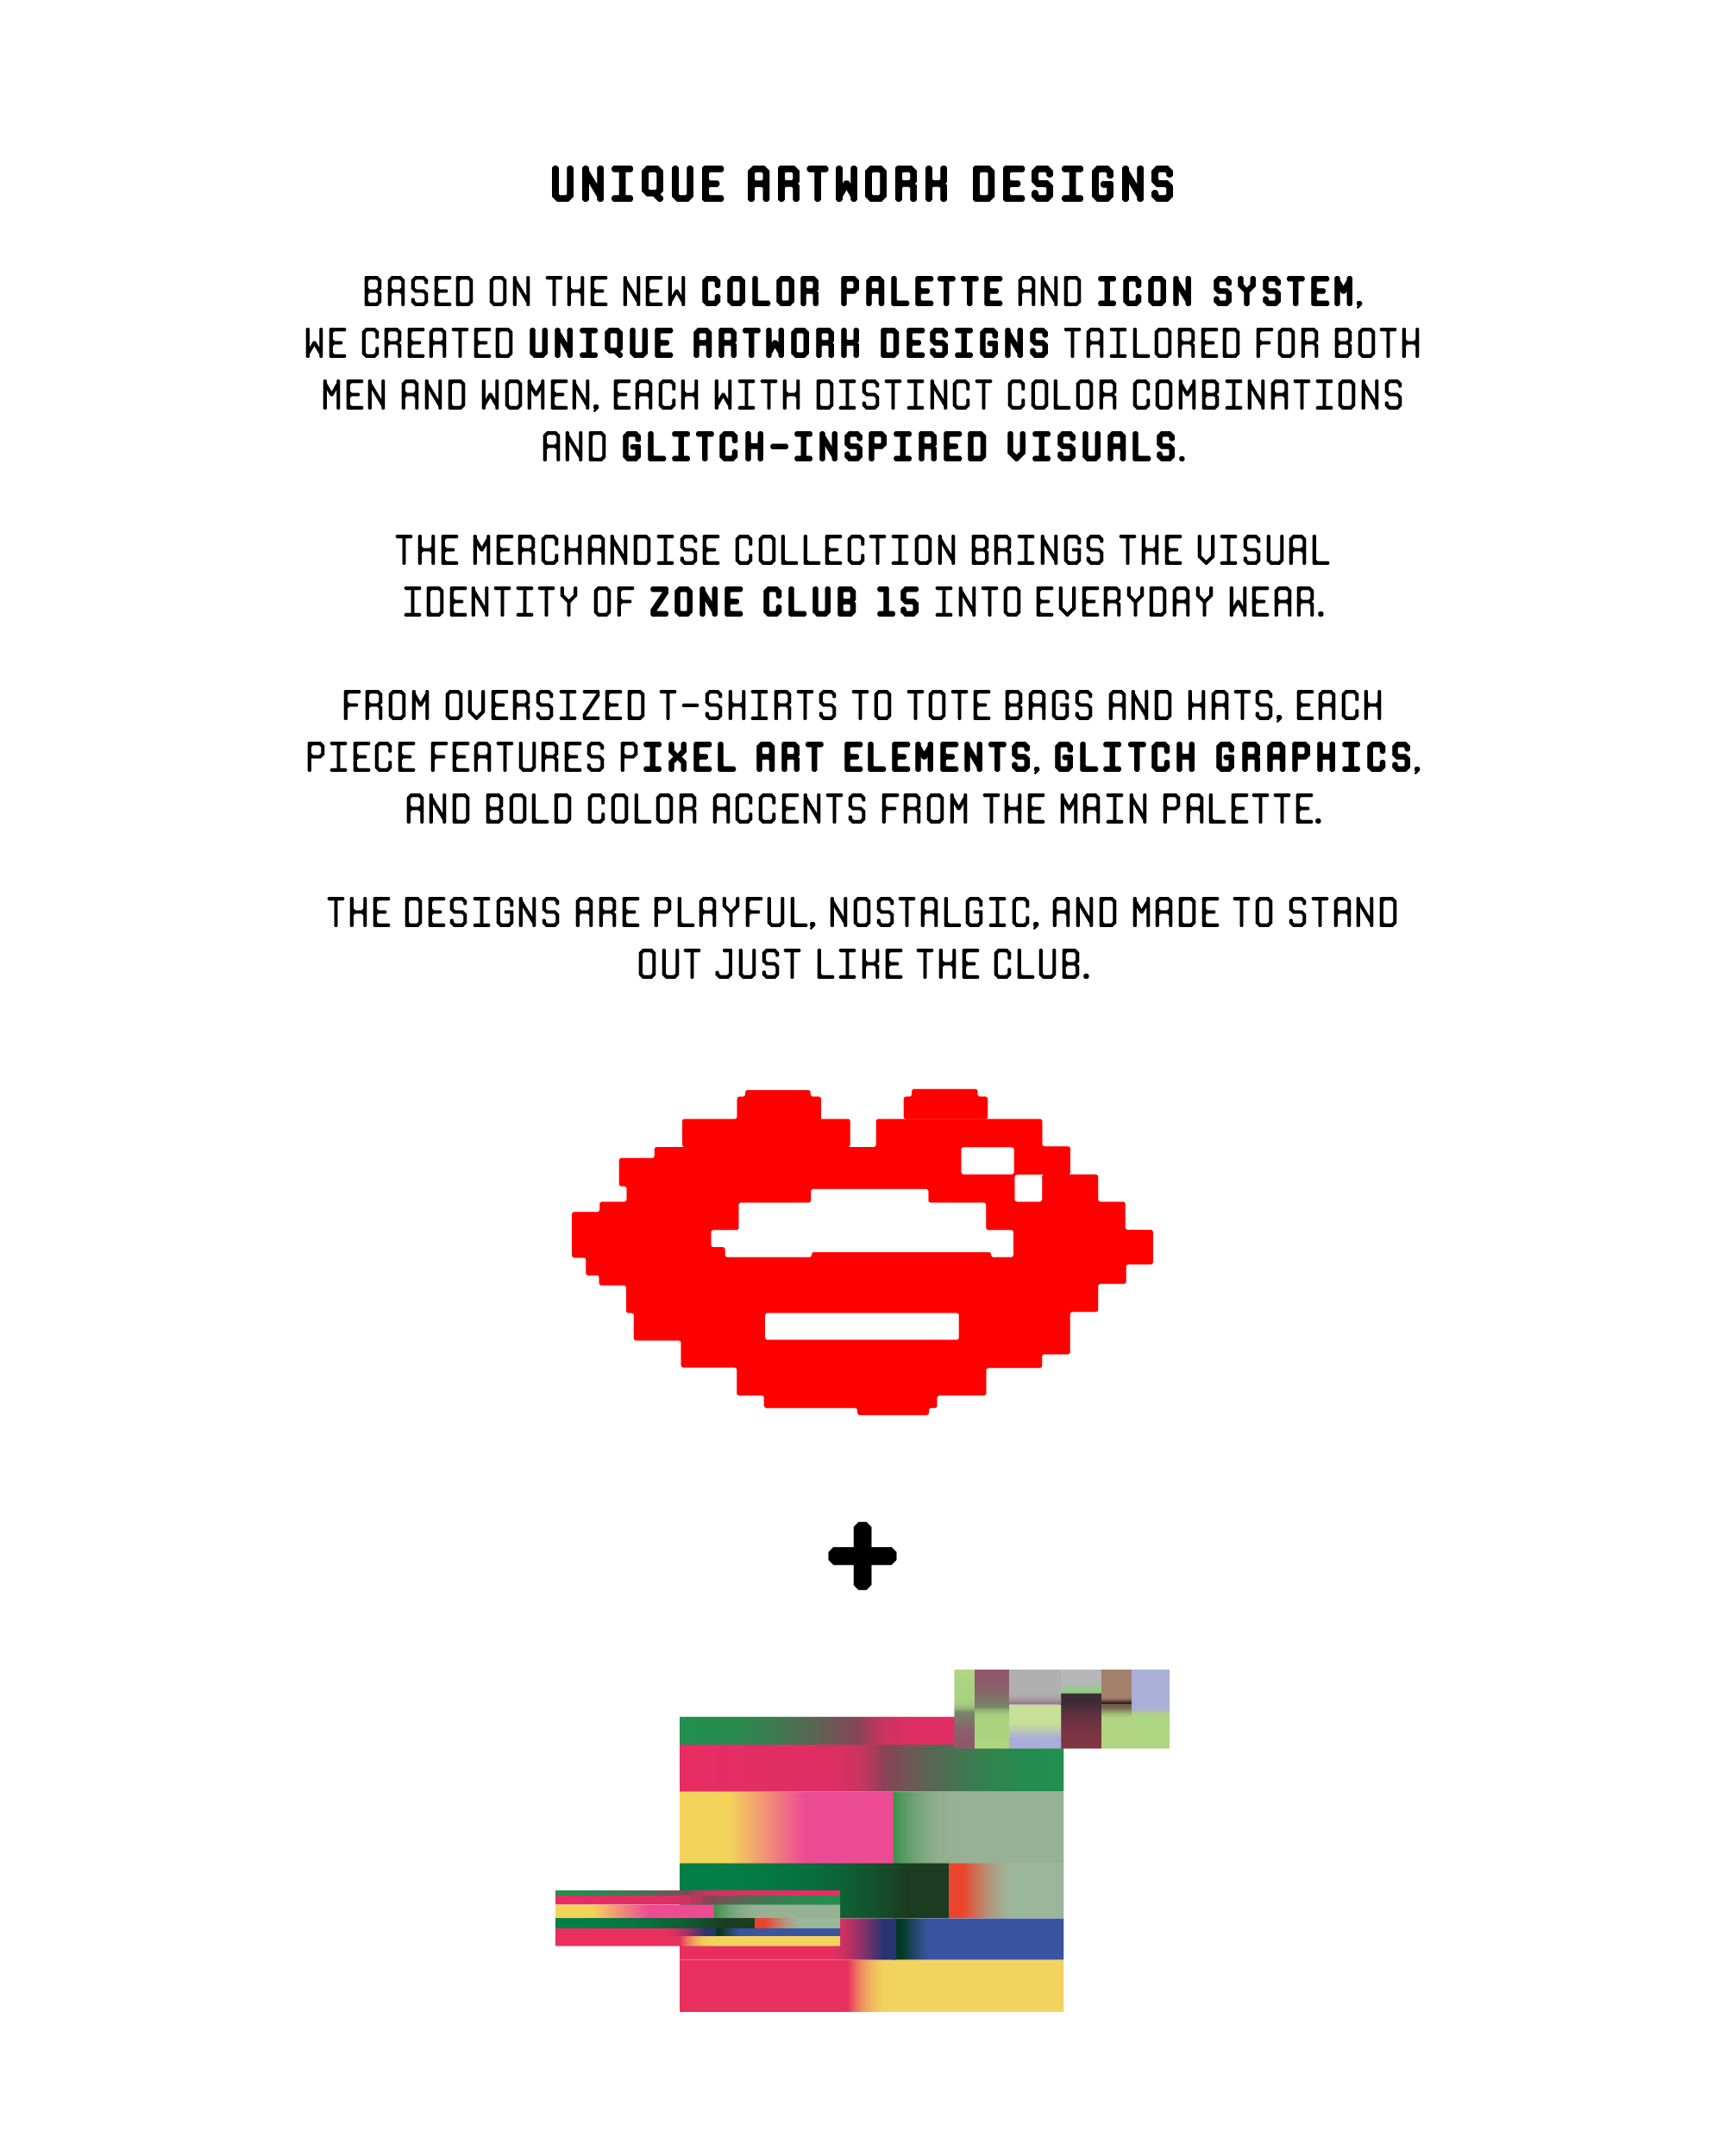 UNIQUE ARTWORK DESIGNS
BASED ON THE NEW COLOR PALETTE AND ICON SYSTEM,
WE CREATED UNIQUE ARTWORK DESIGNS TAILORED FOR BOTH
MEN AND WOMEN, EACH WITH DISTINCT COLOR COMBINATIONS
AND GLITCH-INSPIRED VISUALS.
THE MERCHANDISE COLLECTION BRINGS THE VISUAL
IDENTITY OF ZONE CLUB 15 INTO EVERYDAY WEAR.
FROM OVERSIZED T-SHIRTS TO TOTE BAGS AND HATS, EACH
PIECE FEATURES PIXEL ART ELEMENTS, GLITCH GRAPHICS,
AND BOLD COLOR ACCENTS FROM THE MAIN PALETTE.
THE DESIGNS ARE PLAYFUL, NOSTALGIC, AND MADE TO STAND
OUT JUST LIKE THE CLUB.
+